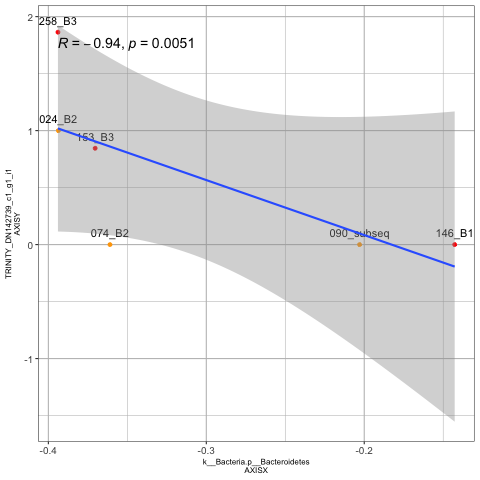 258_B3
R = −0.94, p = 0.0051
024_B2
153_B3
074_B2
090_subseq
146_B1
2
1
0
-1
-0.4
-0.3
-0.2
k__Bacteria.p__Bacteroidetes
AXISX
TRINITY_DN142739_c1_g1_i1
AXISY